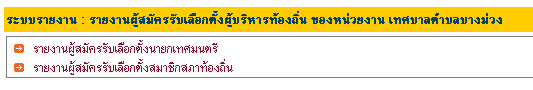 ระบบรายงาน : รายงานผู้สมัครรับเลือกตั้งผู้บริหารท้องถิ่น ของหน่วยงาน เทศบาลตำบลบางม่วง
รายงานผู้สมัครรับเลือกตั้งนายกเทศมนตรี
รายงานผู้สมัครรับเลือกตั้งสมาชิกสภาท้องถิ่น